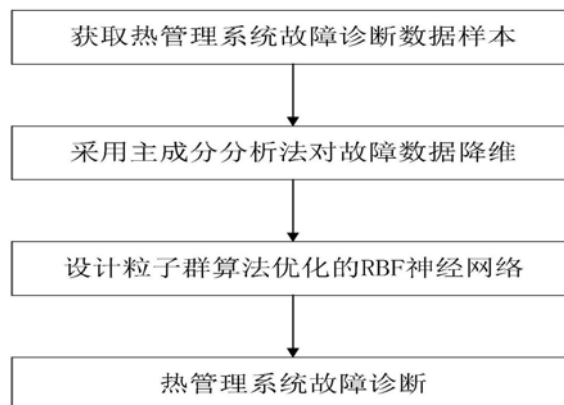 获取热管理系统故障诊断数据样本
采用主成分分析法对故障数据降维
设计粒子群算法优化的RBF神经网络
热管理系统故障诊断